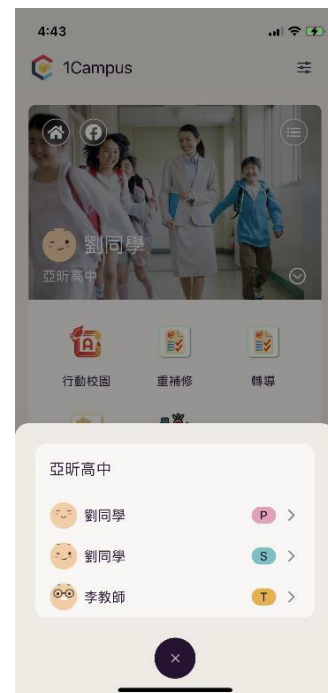 4:43
1Campus
劉同學
亞昕高中
行動校園
重補修
轉導
亞昕高中
劉同學
P
劉同學
S
李教師
T